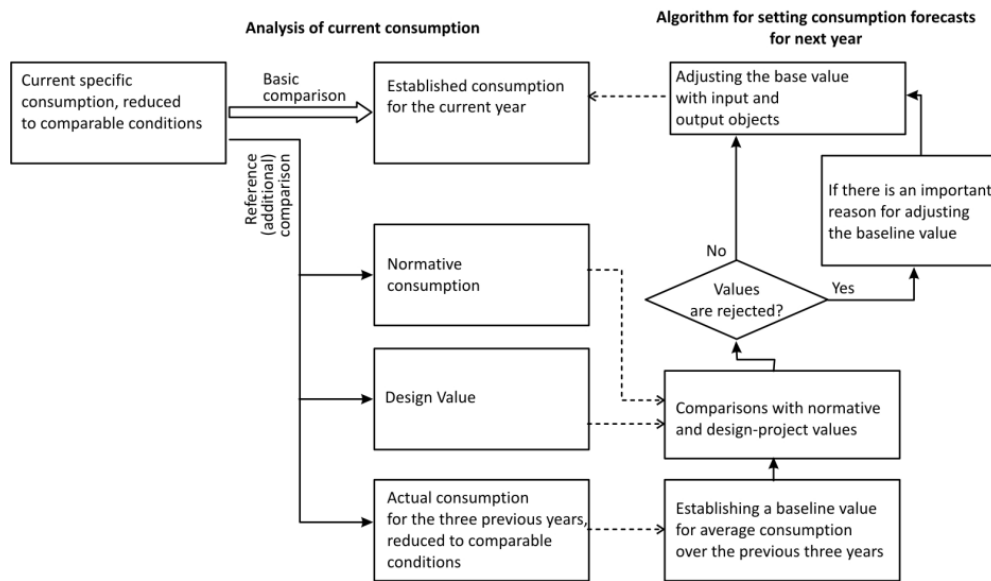 Analysis of current consumption
Algorithm for setting consumption forecasts
for next year
Current specific
consumption, reduced
to comparable conditions
Basic
comparison
Established consumption
for the current year
Adjusting the base value
with input and
output objects
Reference
(additional)
comparison
If there is an important
reason for adjusting
the baseline value
Normative
consumption
No
Values
are rejected?
Yes
Design Value
Comparisons with normative
and design-project values
Actual consumption
for the three previous years,
reduced to comparable
conditions
Establishing a baseline value
for average consumption
over the previous three years